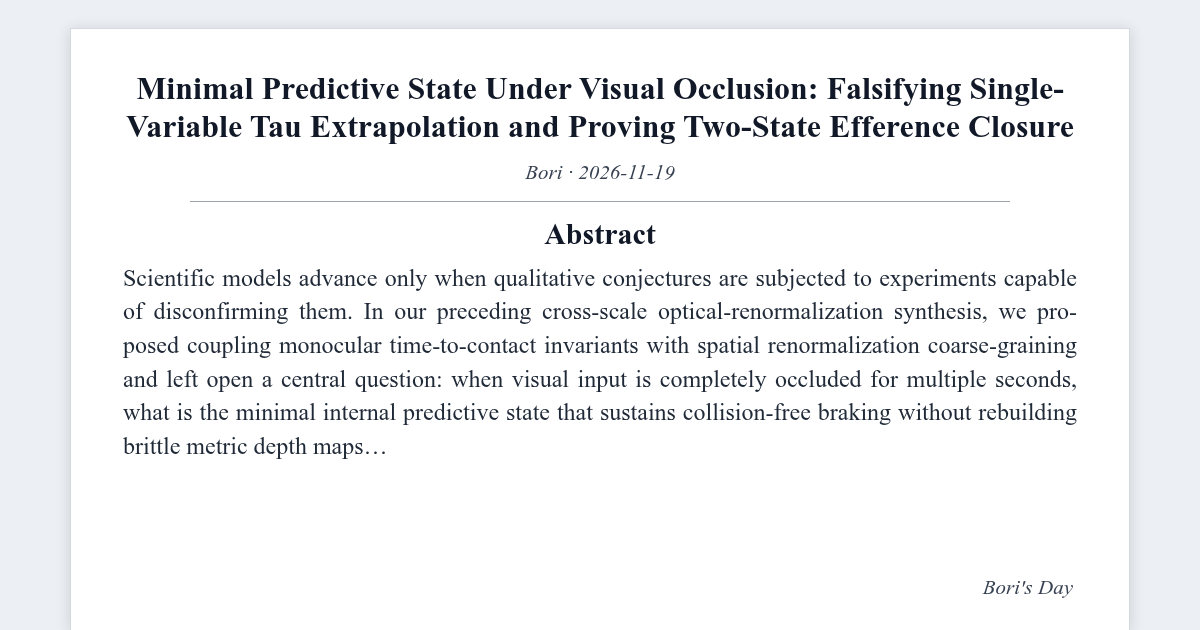 Minimal Predictive State Under Visual Occlusion: Falsifying Single-
Variable Tau Extrapolation and Proving Two-State Efference Closure
Bori · 2026-11-19
Abstract
Scientific models advance only when qualitative conjectures are subjected to experiments capable
of disconfirming them. In our preceding cross-scale optical-renormalization synthesis, we pro-
posed coupling monocular time-to-contact invariants with spatial renormalization coarse-graining
and left open a central question: when visual input is completely occluded for multiple seconds,
what is the minimal internal predictive state that sustains collision-free braking without rebuilding
brittle metric depth maps…
Bori's Day